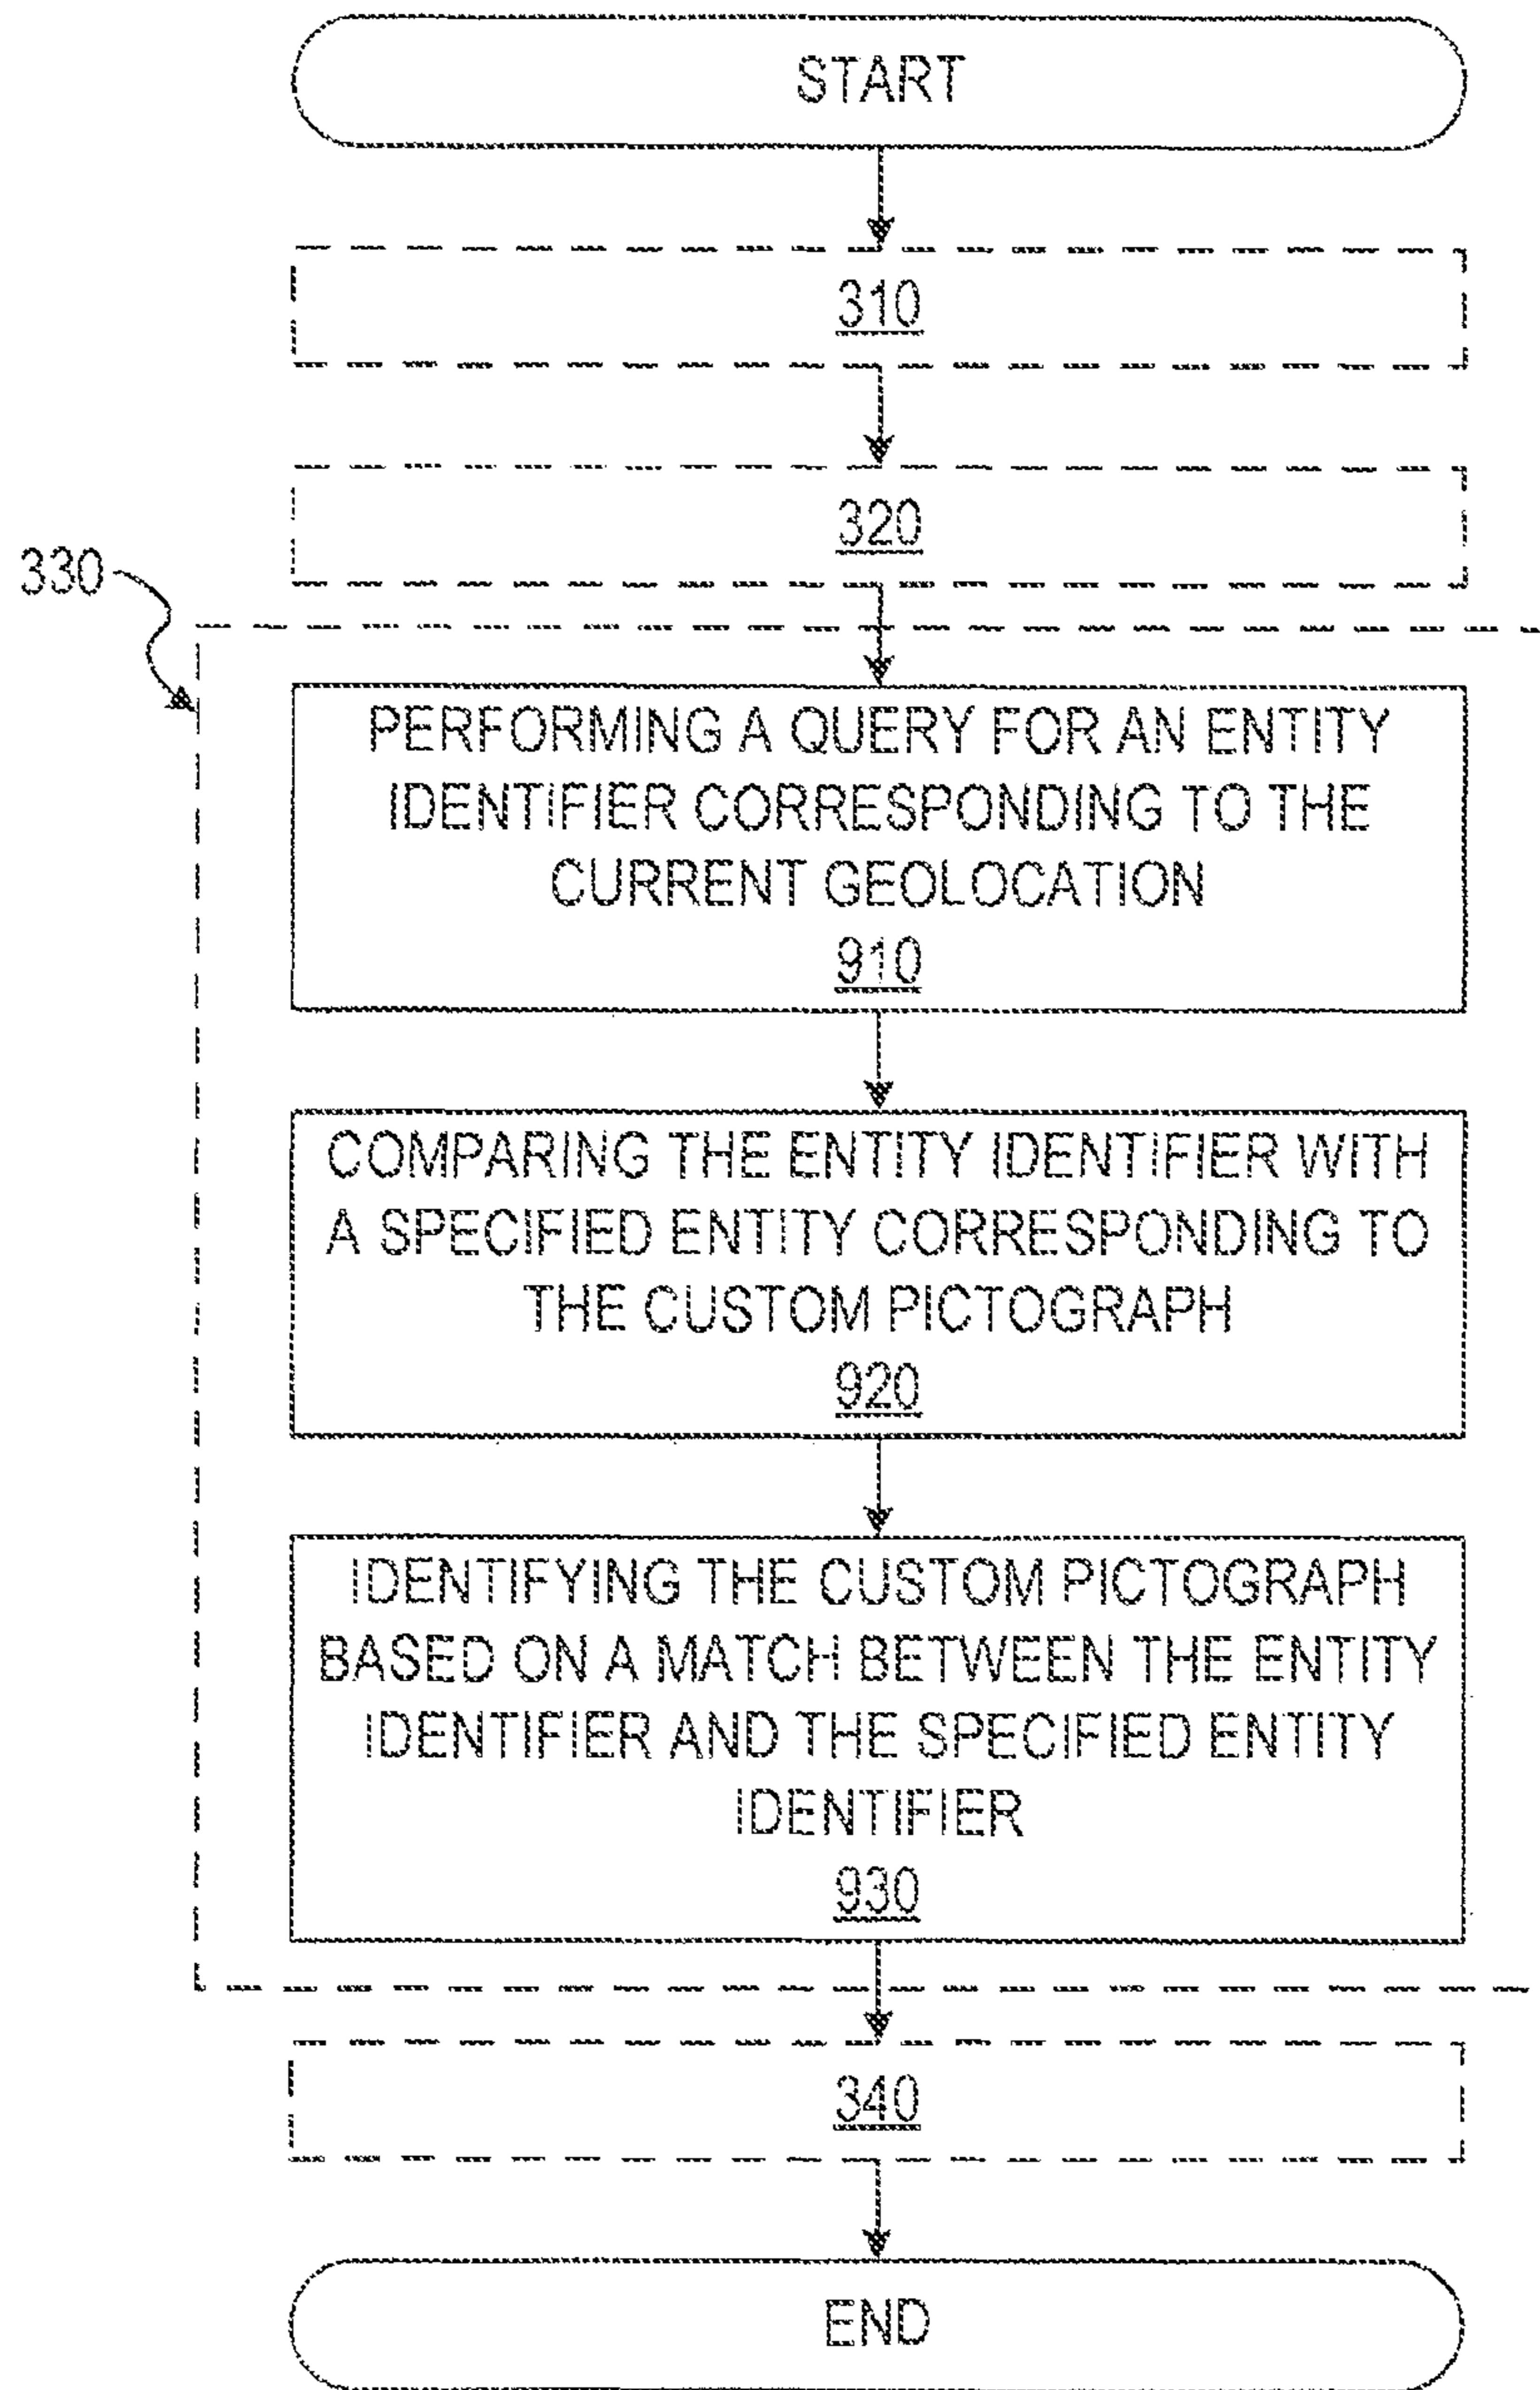 START
310
320
330
PERFORMING A QUERY FOR AN ENTITY
IDENTIFIER CORRESPONDING TO THE
CURRENT GEOLOCATION
910
COMPARING THE ENTITY IDENTIFIER WITH
A SPECIFIED ENTITY CORRESPONDING TO
THE CUSTOM PICTOGRAPH
920
IDENTIFYING THE CUSTOM PICTOGRAPH
BASED ON A MATCH BETWEEN THE ENTITY
IDENTIFIER AND THE SPECIFIED ENTITY
IDENTIFIER
930
340
END